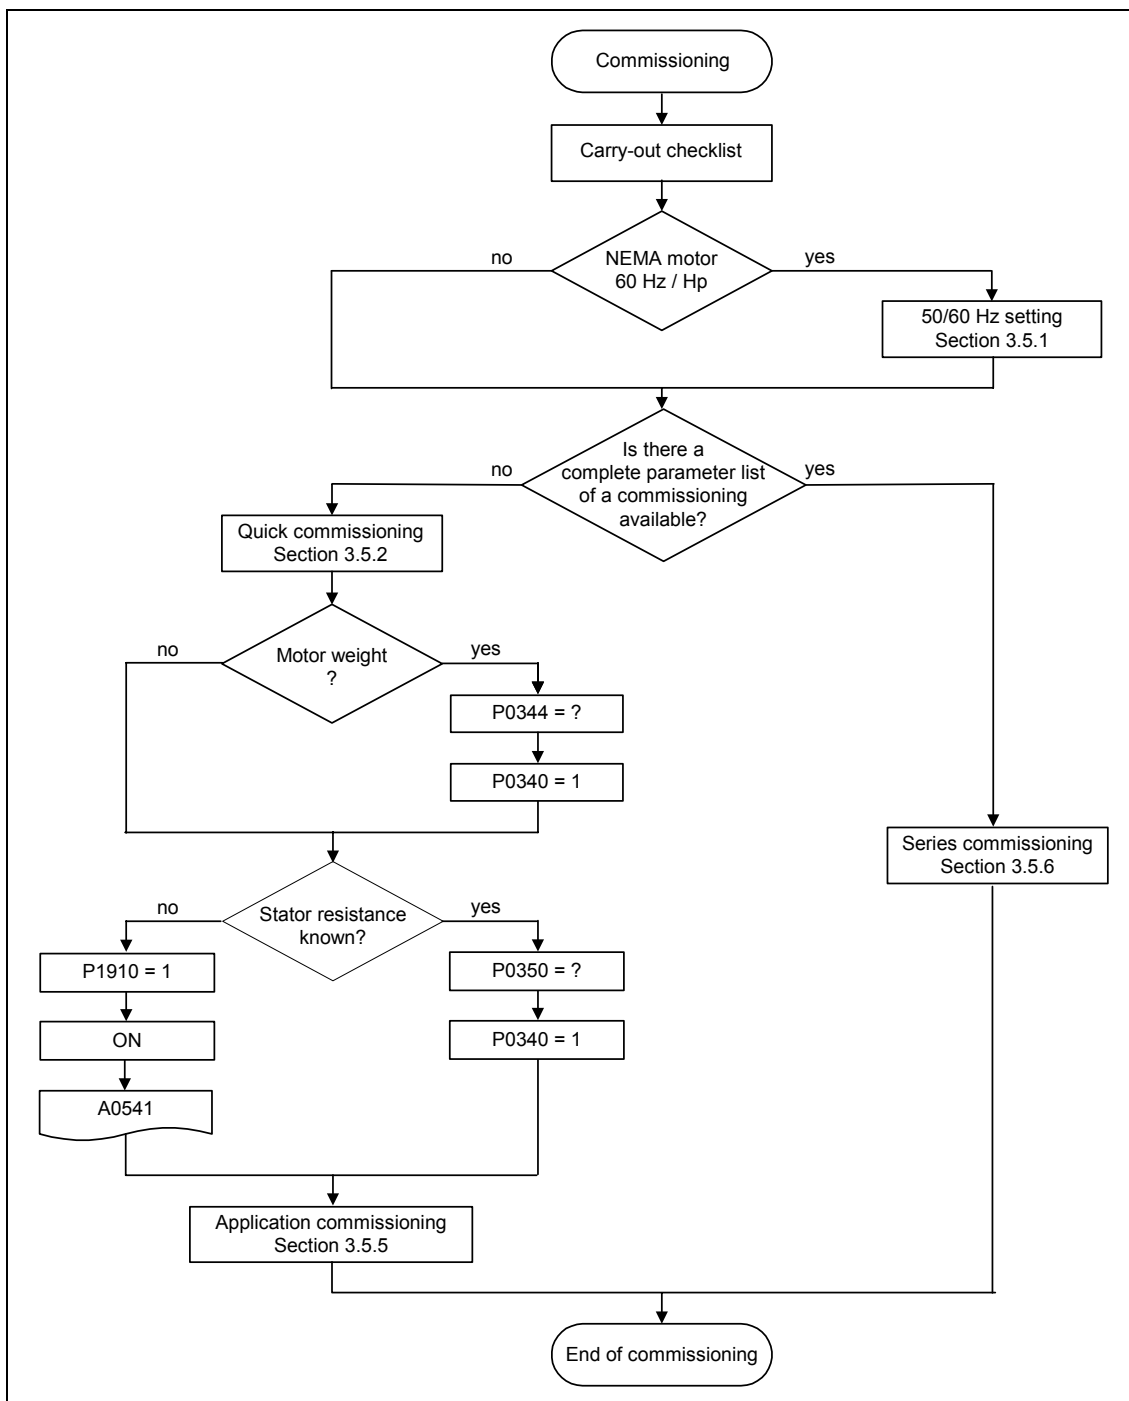 Commissioning
Carry-out checklist
no
NEMA motor
60 Hz / Hp
yes
50/60 Hz setting
Section 3.5.1
no
Is there a
complete parameter list
of a commissioning
available?
yes
Quick commissioning
Section 3.5.2
no
Motor weight
?
yes
P0344 = ?
P0340 = 1
Series commissioning
Section 3.5.6
no
Stator resistance
known?
yes
P1910 = 1
P0350 = ?
ON
P0340 = 1
A0541
Application commissioning
Section 3.5.5
End of commissioning